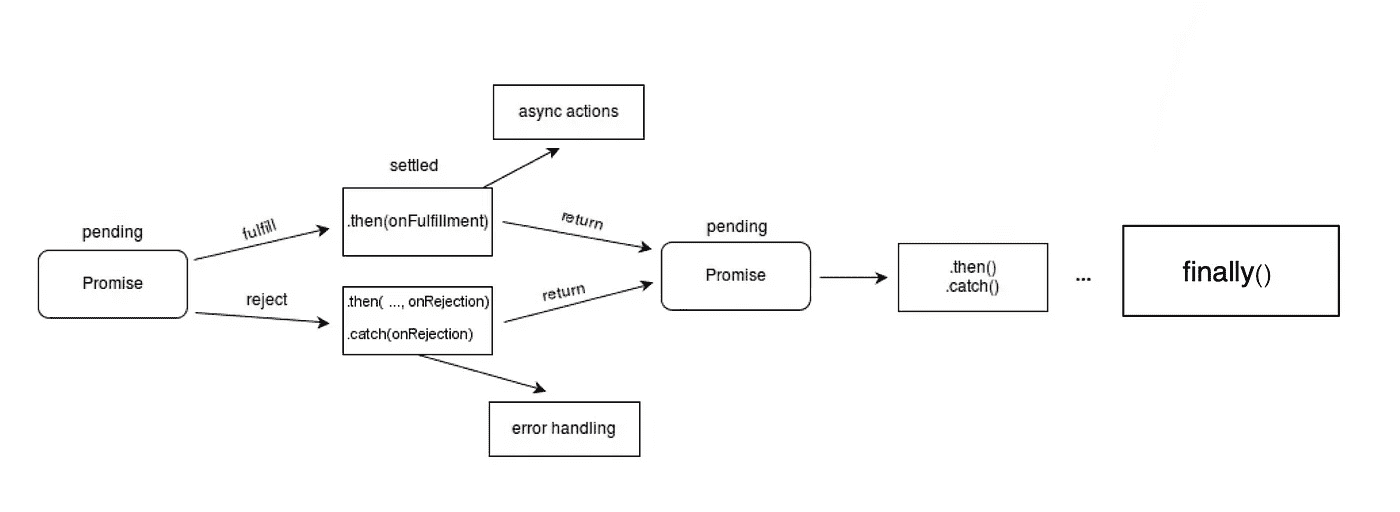 async actions
settled
.then(onFulfillment)
fulfill
return
pending
Promise
pending
Promise
.then()
.catch()
...
finally()
reject
.then( ..., onRejection)
.catch(onRejection)
return
error handling